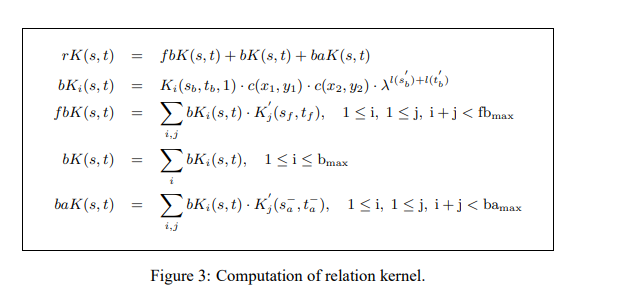 rK(s, t) = fbK(s, t) + bK(s, t) + baK(s, t)
bK_i(s, t) = K_i(s_b, t_b, 1) · c(x_1, y_1) · c(x_2, y_2) · λ^{l(s_b^')+l(t_b^')}
fbK(s, t) = ∑_{i,j} bK_i(s, t) · K_j^'(s_f, t_f), 1 ≤ i, 1 ≤ j, i + j < fb_max
bK(s, t) = ∑_i bK_i(s, t), 1 ≤ i ≤ b_max
baK(s, t) = ∑_{i,j} bK_i(s, t) · K_j^'(s_a^-, t_a^-), 1 ≤ i, 1 ≤ j, i + j < ba_max
Figure 3: Computation of relation kernel.